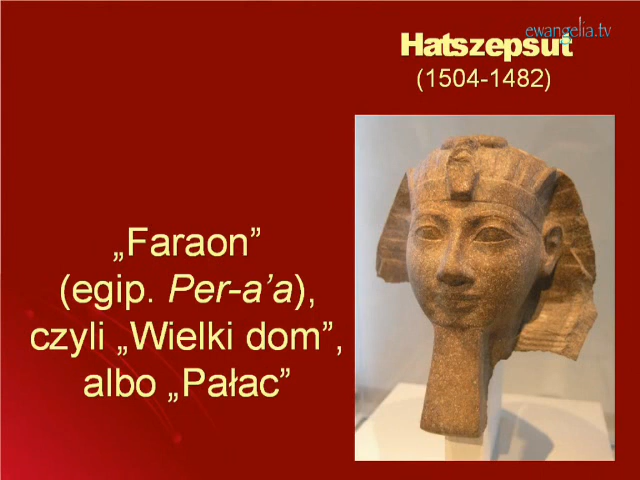 ewangelia.tv
Hatszepsut
(1504-1482)
„Faraon”
(egip. Per-a’a),
czyli „Wielki dom”,
albo „Pałac”